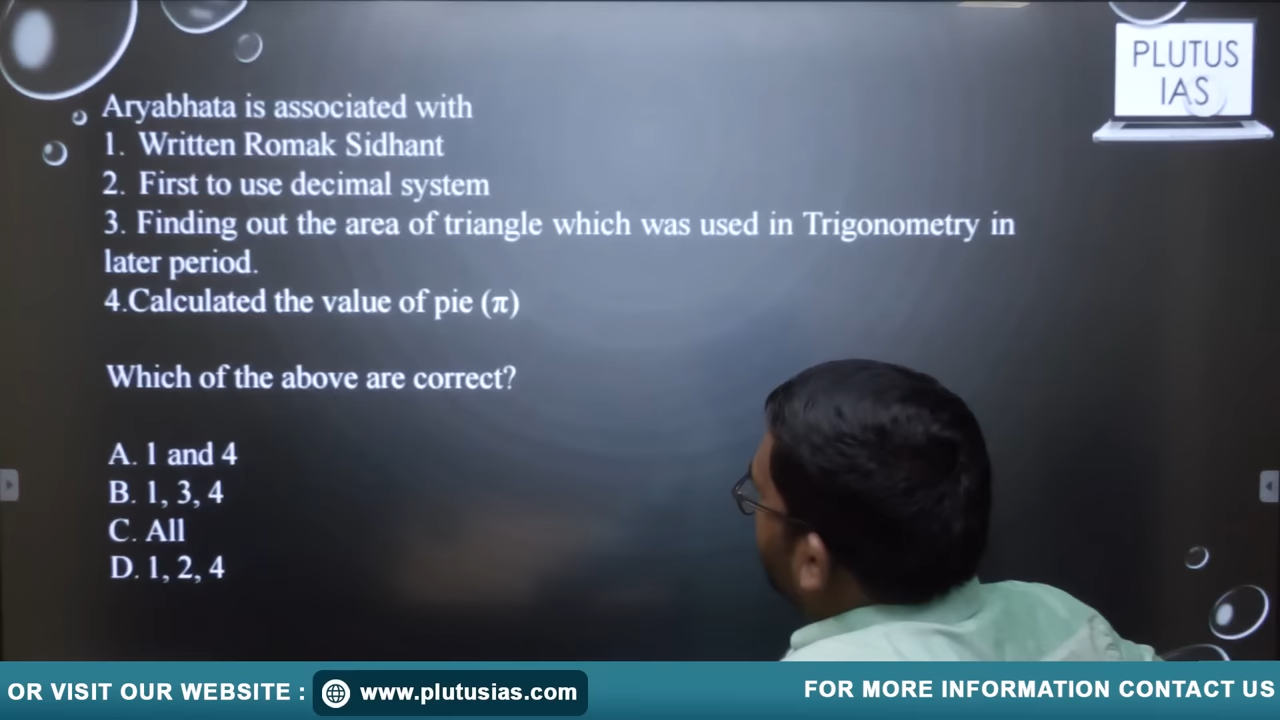 PLUTUS
IAS
Aryabhata is associated with
1. Written Romak Sidhant
2. First to use decimal system
3. Finding out the area of triangle which was used in Trigonometry in
later period.
4.Calculated the value of pie (π)
Which of the above are correct?
A. 1 and 4
B. 1, 3, 4
C. All
D. 1, 2, 4
OR VISIT OUR WEBSITE : www.plutusias.com
FOR MORE INFORMATION CONTACT US